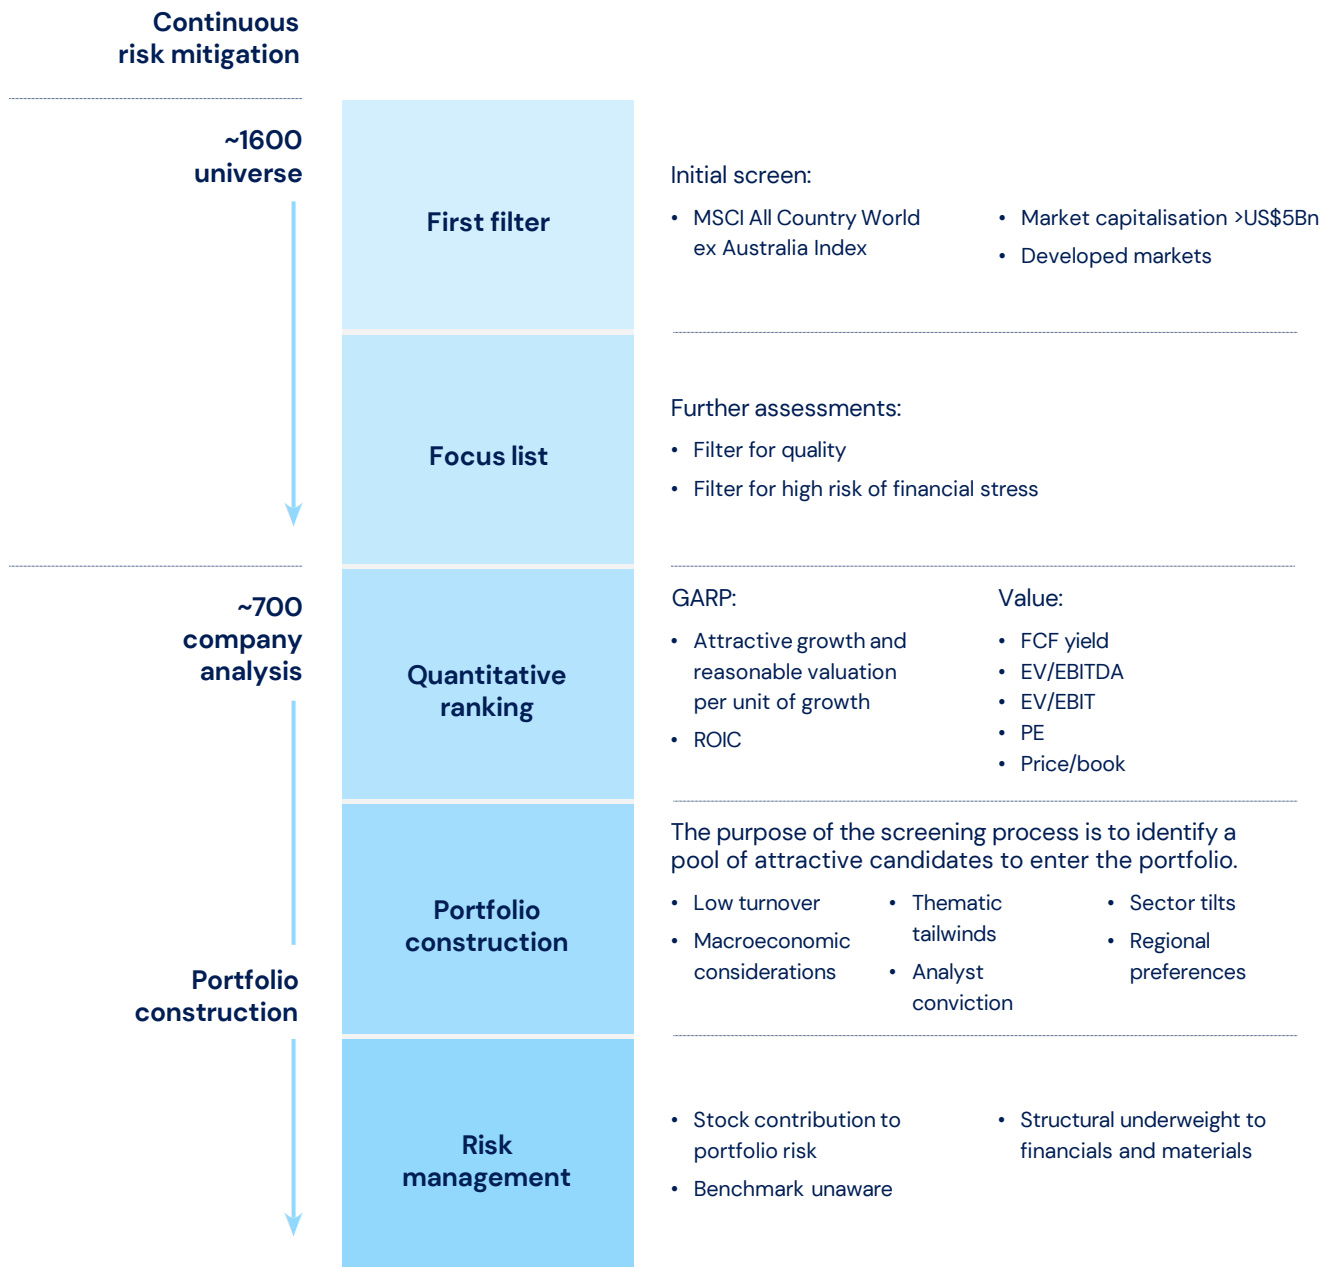 Continuous
risk mitigation
~1600
universe
First filter
Initial screen:
• MSCI All Country World
ex Australia Index
• Market capitalisation >US$5Bn
• Developed markets
Focus list
Further assessments:
• Filter for quality
• Filter for high risk of financial stress
~700
company
analysis
Quantitative
ranking
GARP:
• Attractive growth and
reasonable valuation
per unit of growth
• ROIC
Value:
• FCF yield
• EV/EBITDA
• EV/EBIT
• PE
• Price/book
Portfolio
construction
Portfolio
construction
The purpose of the screening process is to identify a
pool of attractive candidates to enter the portfolio.
• Low turnover
• Macroeconomic
considerations
• Thematic
tailwinds
• Analyst
conviction
• Sector tilts
• Regional
preferences
Risk
management
• Stock contribution to
portfolio risk
• Benchmark unaware
• Structural underweight to
financials and materials